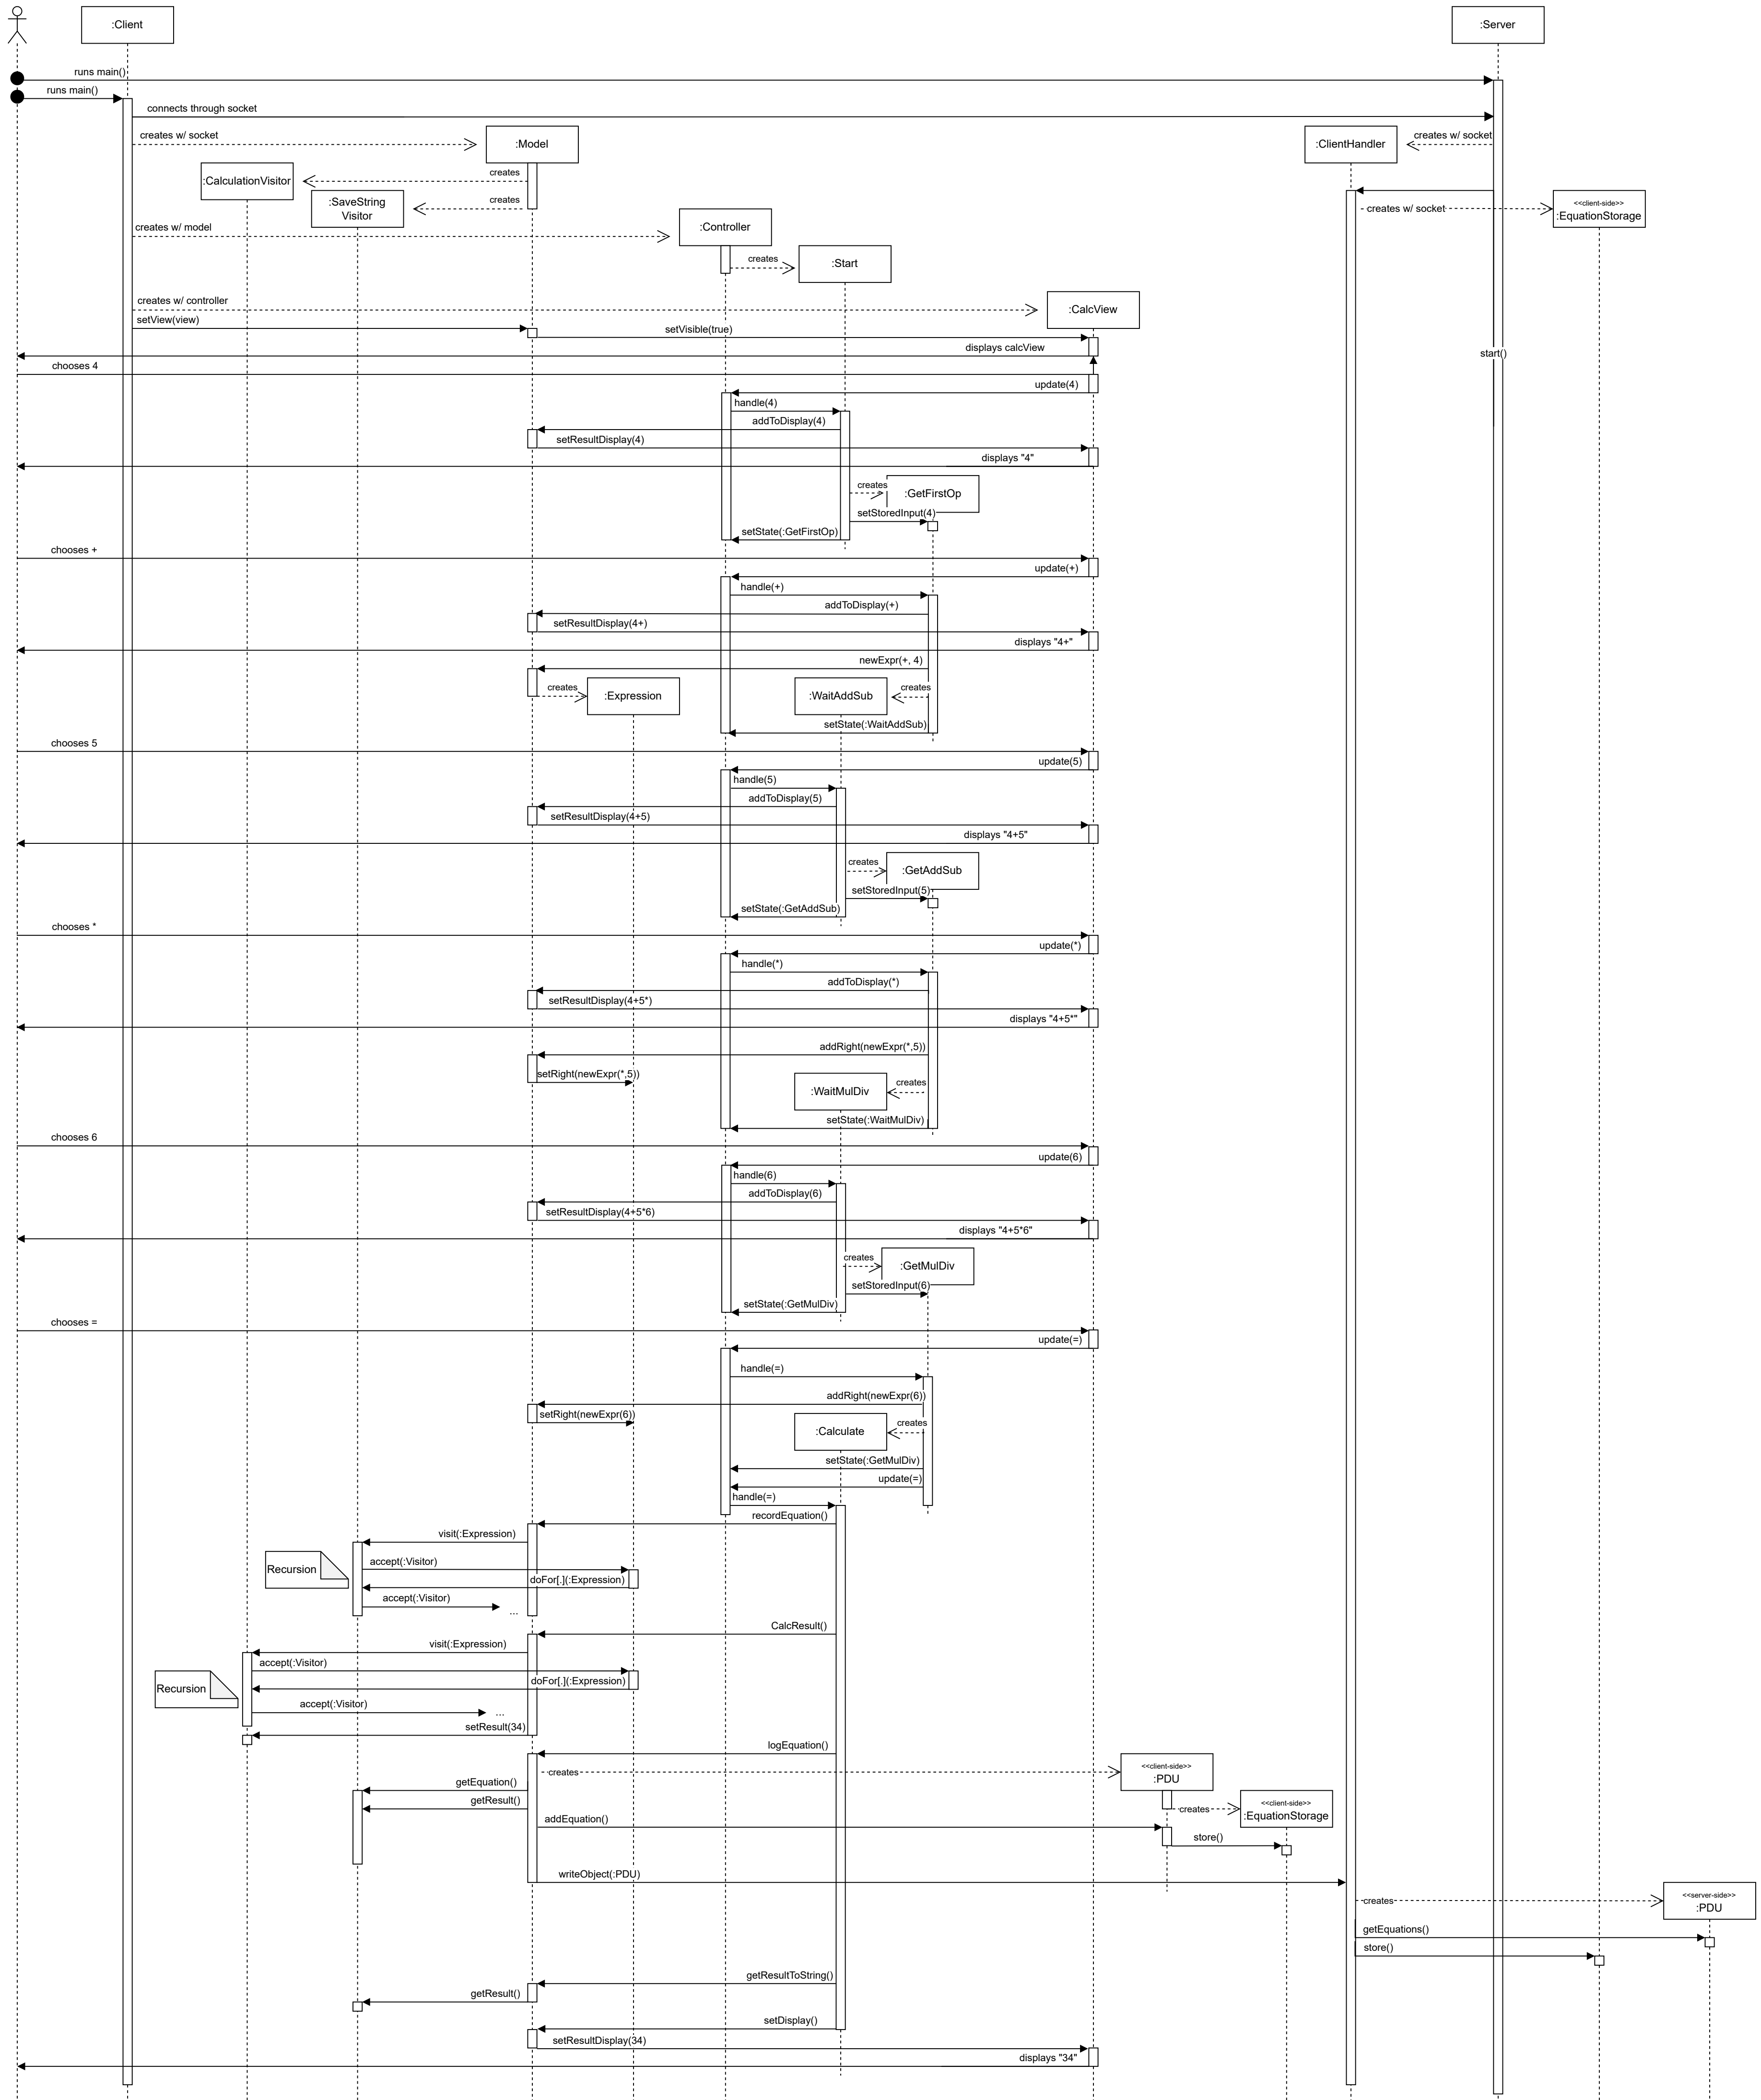 :Client
:Server
runs main()
runs main()
connects through socket
creates w/ socket
:Model
:ClientHandler
creates w/ socket
:CalculationVisitor
creates
:SaveString
Visitor
creates
creates w/ socket
<<client-side>>
:EquationStorage
creates w/ model
:Controller
creates
:Start
creates w/ controller
:CalcView
setView(view)
setVisible(true)
displays calcView
start()
chooses 4
update(4)
handle(4)
addToDisplay(4)
setResultDisplay(4)
displays "4"
creates
:GetFirstOp
setStoredInput(4)
setState(:GetFirstOp)
chooses +
update(+)
handle(+)
addToDisplay(+)
setResultDisplay(4+)
displays "4+"
newExpr(+, 4)
creates
:Expression
:WaitAddSub
creates
setState(:WaitAddSub)
chooses 5
update(5)
handle(5)
addToDisplay(5)
setResultDisplay(4+5)
displays "4+5"
creates
:GetAddSub
setStoredInput(5)
setState(:GetAddSub)
chooses *
update(*)
handle(*)
addToDisplay(*)
setResultDisplay(4+5*)
displays "4+5*"
addRight(newExpr(*,5))
setRight(newExpr(*,5))
:WaitMulDiv
creates
setState(:WaitMulDiv)
chooses 6
update(6)
handle(6)
addToDisplay(6)
setResultDisplay(4+5*6)
displays "4+5*6"
creates
:GetMulDiv
setStoredInput(6)
setState(:GetMulDiv)
chooses =
update(=)
handle(=)
addRight(newExpr(6))
setRight(newExpr(6))
:Calculate
creates
setState(:GetMulDiv)
update(=)
handle(=)
recordEquation()
visit(:Expression)
Recursion
accept(:Visitor)
doFor[.](:Expression)
accept(:Visitor)
...
CalcResult()
visit(:Expression)
accept(:Visitor)
Recursion
doFor[.](:Expression)
accept(:Visitor)
...
setResult(34)
logEquation()
creates
<<client-side>>
:PDU
getEquation()
getResult()
creates
<<client-side>>
:EquationStorage
addEquation()
store()
writeObject(:PDU)
creates
<<server-side>>
:PDU
getEquations()
store()
getResultToString()
getResult()
setDisplay()
setResultDisplay(34)
displays "34"